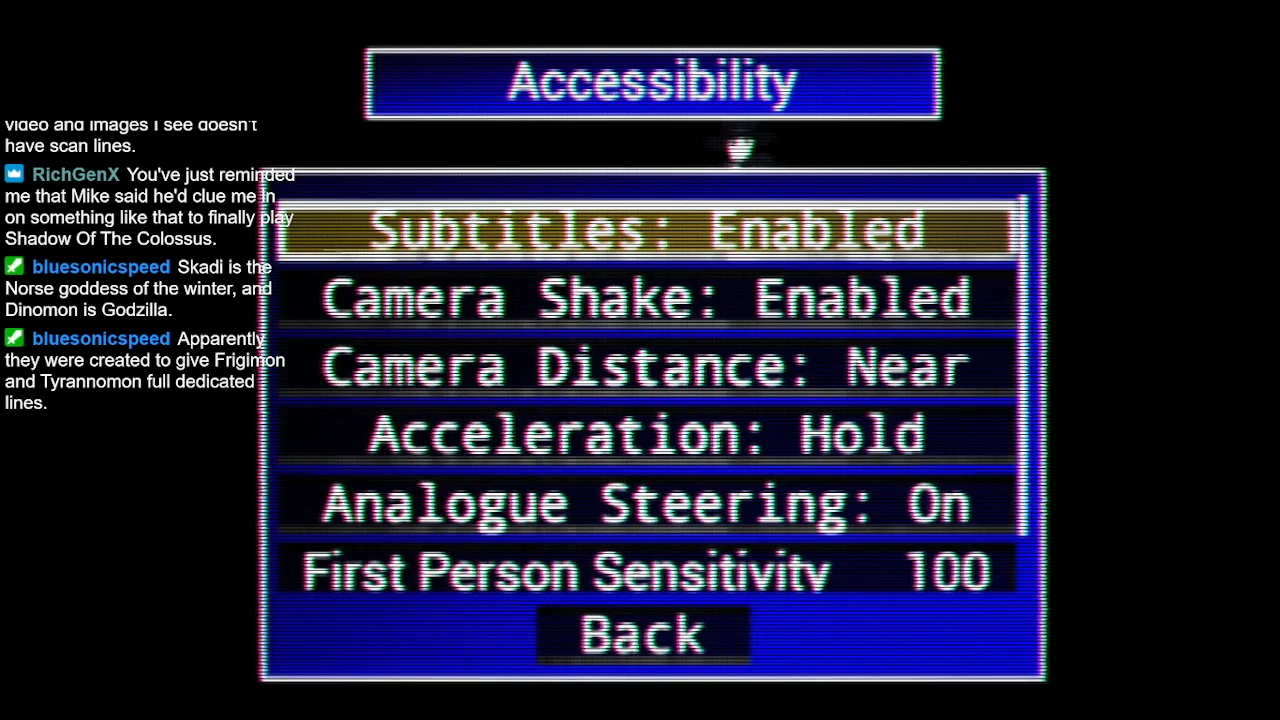 Accessibility
video and images I see doesn't
have scan lines.
RichGenX You've just reminded
me that Mike said he'd clue me in
on something like that to finally play
Shadow Of The Colossus.
bluesonicspeed Skadi is the
Norse goddess of the winter, and
Dinomon is Godzilla.
bluesonicspeed Apparently
they were created to give Frigimon
and Tyrannomon full dedicated
lines.
Subtitles: Enabled
Camera Shake: Enabled
Camera Distance: Near
Acceleration: Hold
Analogue Steering: On
First Person Sensitivity 100
Back